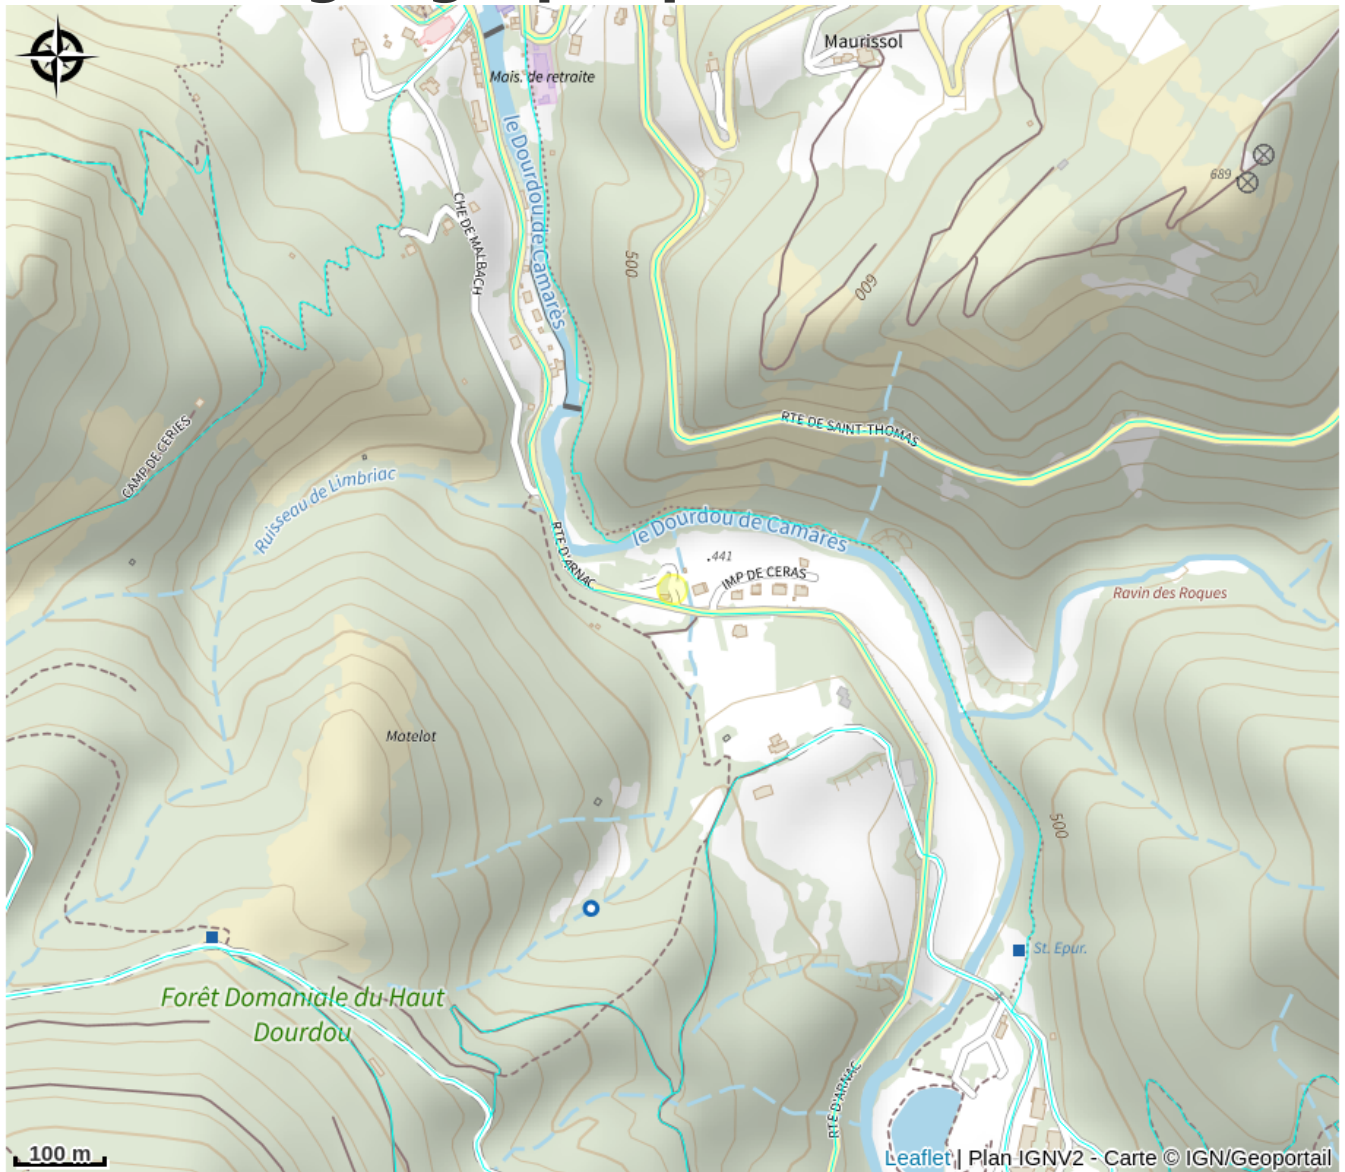 Maurissol
Mais. de retraite
le Dourdou de Camarès
689
CHE DE MALBACH
500
600
RTE DE SAINT-THOMAS
CAMP DE CERIES
Ruisseau de Limbriac
le Dourdou de Camarès
RTE D'ARNAC
.441
IMP DE CERAS
Ravin des Roques
Matelot
500
St. Epur.
Forêt Domaniale du Haut
Dourdou
RTE D'ARNAC
100 m
Leaflet | Plan IGNV2 - Carte © IGN/Geoportail